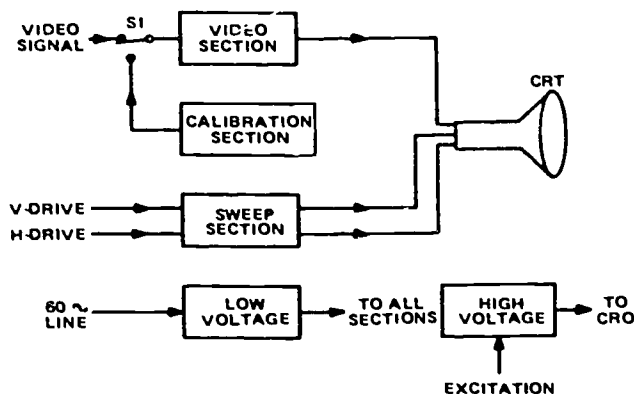 VIDEO
SIGNAL
S1
VIDEO
SECTION
CRT
CALIBRATION
SECTION
V-DRIVE
H-DRIVE
SWEEP
SECTION
60 ~
LINE
LOW
VOLTAGE
TO ALL
SECTIONS
HIGH
VOLTAGE
TO
CRO
EXCITATION